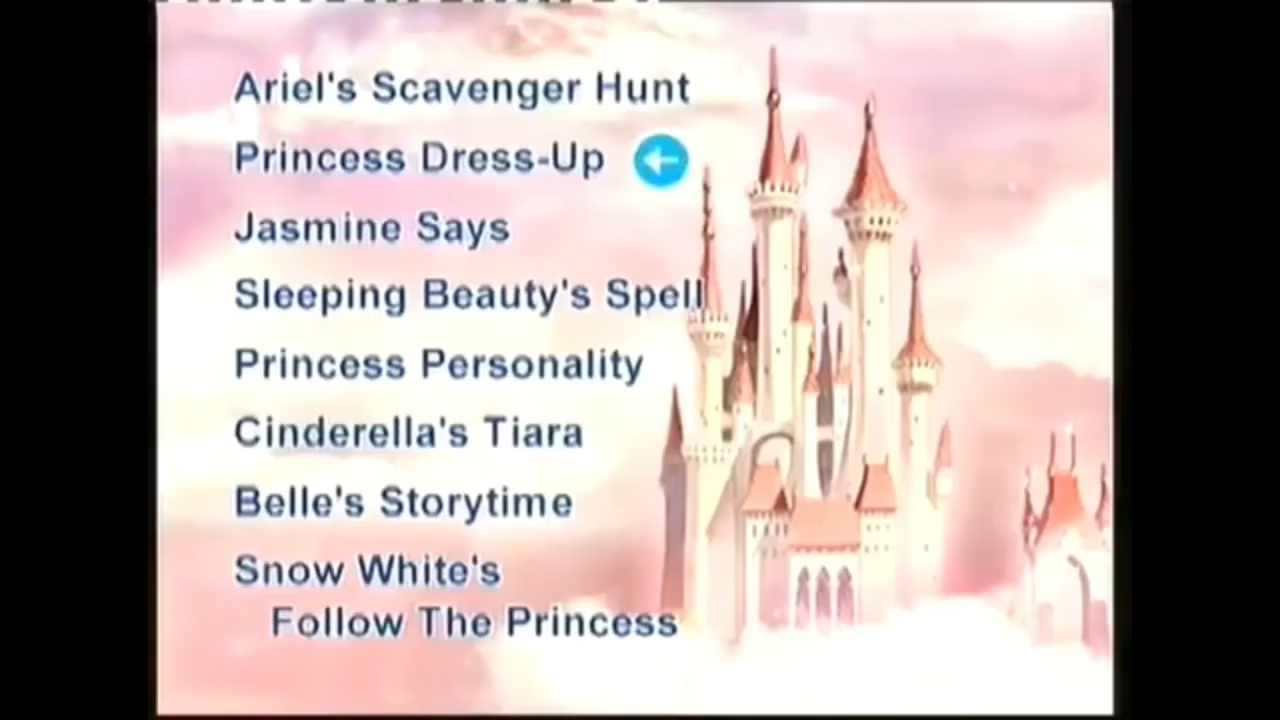 Ariel's Scavenger Hunt
Princess Dress-Up
Jasmine Says
Sleeping Beauty's Spell
Princess Personality
Cinderella's Tiara
Belle's Storytime
Snow White's
Follow The Princess